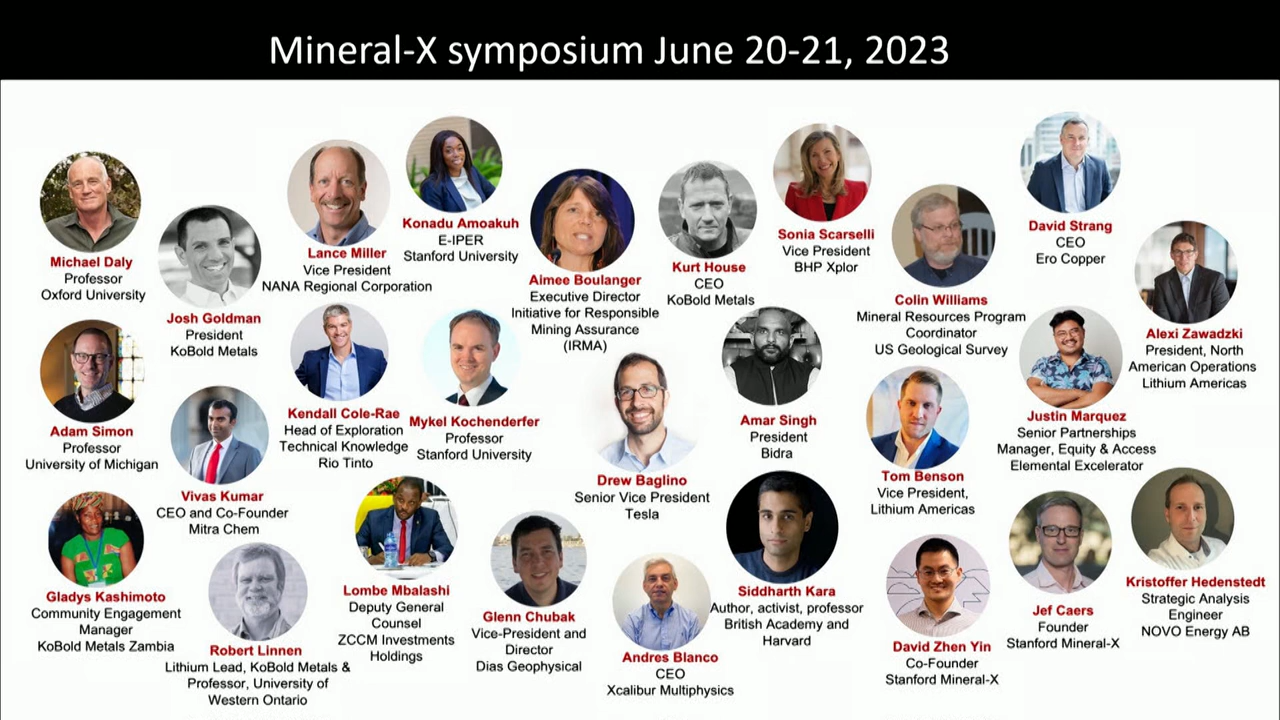 Mineral-X symposium June 20-21, 2023
Michael Daly
Professor
Oxford University
Josh Goldman
President
KoBold Metals
Lance Miller
Vice President
NANA Regional Corporation
Konadu Amoakuh
E-IPER
Stanford University
Aimee Boulanger
Executive Director
Initiative for Responsible
Mining Assurance
(IRMA)
Kurt House
CEO
KoBold Metals
Sonia Scarselli
Vice President
BHP Xplor
Colin Williams
Mineral Resources Program
Coordinator
US Geological Survey
David Strang
CEO
Ero Copper
Alexi Zawadzki
President, North
American Operations
Lithium Americas
Adam Simon
Professor
University of Michigan
Vivas Kumar
CEO and Co-Founder
Mitra Chem
Kendall Cole-Rae
Head of Exploration
Technical Knowledge
Rio Tinto
Mykel Kochenderfer
Professor
Stanford University
Drew Baglino
Senior Vice President
Tesla
Amar Singh
President
Bidra
Tom Benson
Vice President,
Lithium Americas
Justin Marquez
Senior Partnerships
Manager, Equity & Access
Elemental Excelerator
Gladys Kashimoto
Community Engagement
Manager
KoBold Metals Zambia
Robert Linnen
Lithium Lead, KoBold Metals &
Professor, University of
Western Ontario
Lombe Mbalashi
Deputy General
Counsel
ZCCM Investments
Holdings
Glenn Chubak
Vice-President and
Director
Dias Geophysical
Andres Blanco
CEO
Xcalibur Multiphysics
Siddharth Kara
Author, activist, professor
British Academy and
Harvard
David Zhen Yin
Co-Founder
Stanford Mineral-X
Jef Caers
Founder
Stanford Mineral-X
Kristoffer Hedenstedt
Strategic Analysis
Engineer
NOVO Energy AB